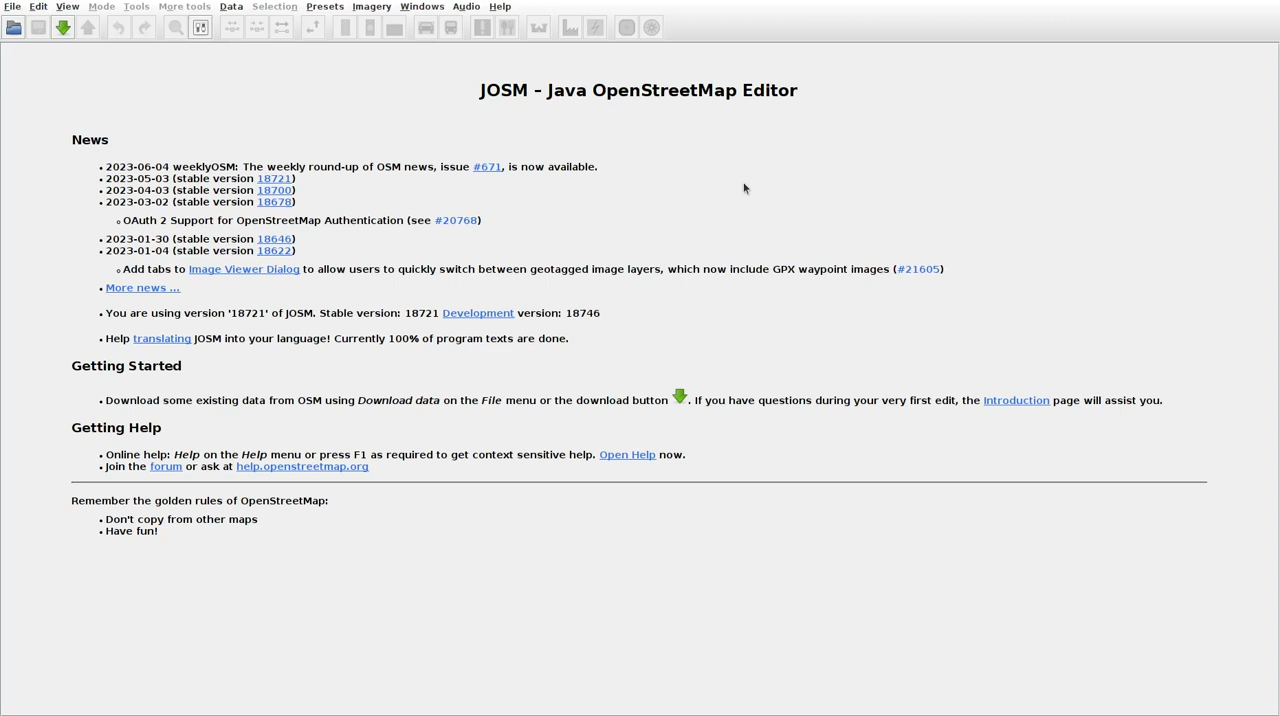 File Edit View Mode Tools More tools Data Selection Presets Imagery Windows Audio Help
JOSM – Java OpenStreetMap Editor
News
2023-06-04 weeklyOSM: The weekly round-up of OSM news, issue #671, is now available.
2023-05-03 (stable version 18721)
2023-04-03 (stable version 18700)
2023-03-02 (stable version 18678)
OAuth 2 Support for OpenStreetMap Authentication (see #20768)
2023-01-30 (stable version 18646)
2023-01-04 (stable version 18622)
Add tabs to Image Viewer Dialog to allow users to quickly switch between geotagged image layers, which now include GPX waypoint images (#21605)
More news ...
You are using version '18721' of JOSM. Stable version: 18721 Development version: 18746
Help translating JOSM into your language! Currently 100% of program texts are done.
Getting Started
Download some existing data from OSM using Download data on the File menu or the download button . If you have questions during your very first edit, the Introduction page will assist you.
Getting Help
Online help: Help on the Help menu or press F1 as required to get context sensitive help. Open Help now.
Join the forum or ask at help.openstreetmap.org
Remember the golden rules of OpenStreetMap:
Don't copy from other maps
Have fun!